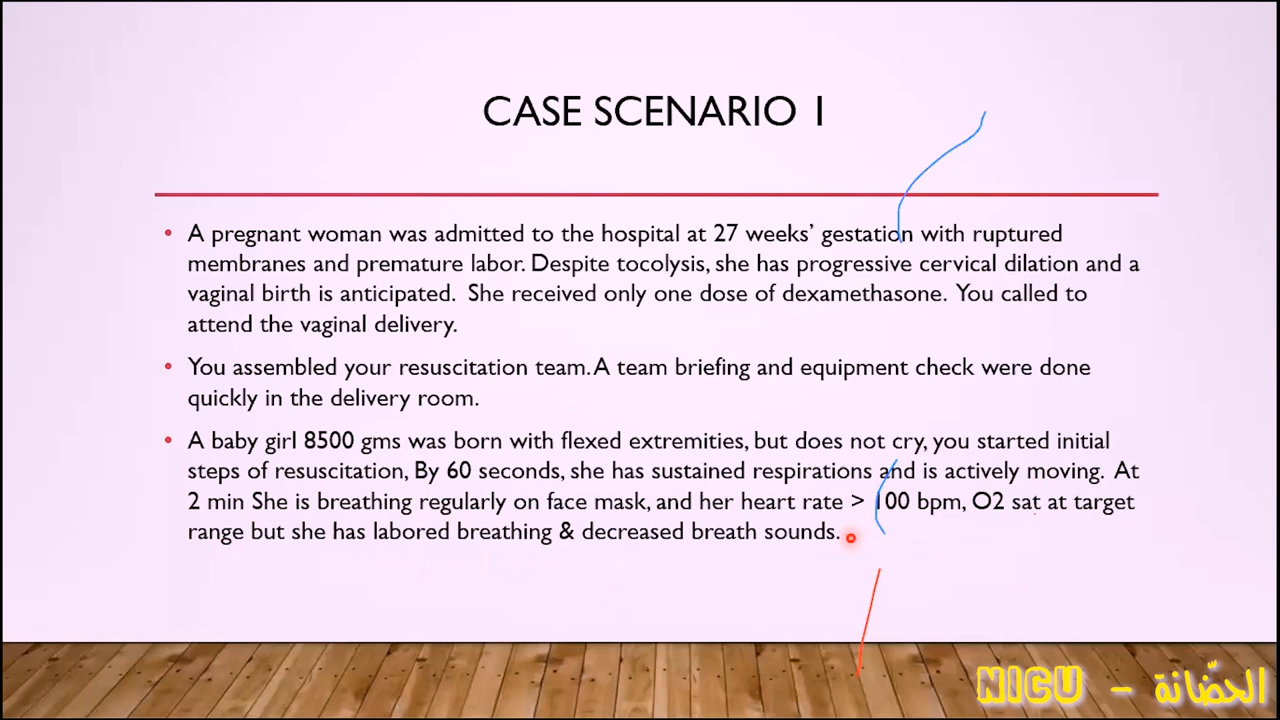 CASE SCENARIO 1
• A pregnant woman was admitted to the hospital at 27 weeks’ gestation with ruptured
membranes and premature labor. Despite tocolysis, she has progressive cervical dilation and a
vaginal birth is anticipated. She received only one dose of dexamethasone. You called to
attend the vaginal delivery.
• You assembled your resuscitation team. A team briefing and equipment check were done
quickly in the delivery room.
• A baby girl 8500 gms was born with flexed extremities, but does not cry, you started initial
steps of resuscitation, By 60 seconds, she has sustained respirations and is actively moving. At
2 min She is breathing regularly on face mask, and her heart rate > 100 bpm, O2 sat at target
range but she has labored breathing & decreased breath sounds.
NICU - الحضّانة